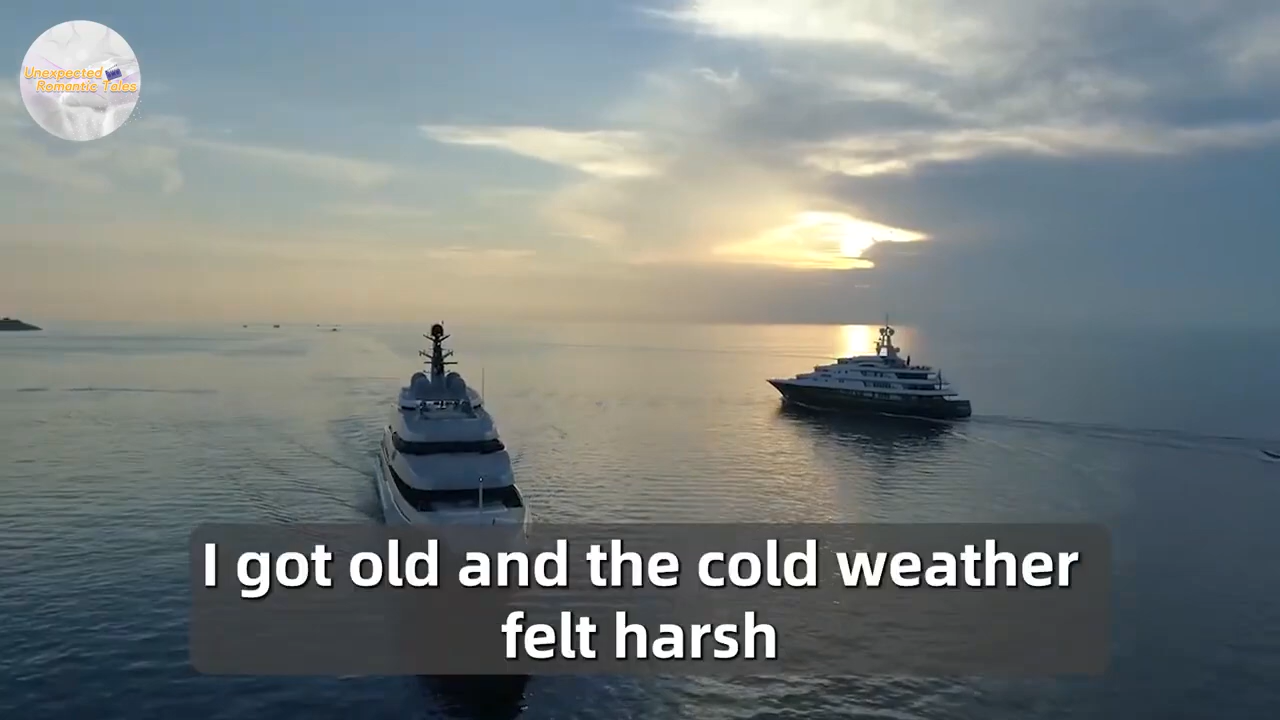 Unexpected
Romantic Tales
I got old and the cold weather
felt harsh